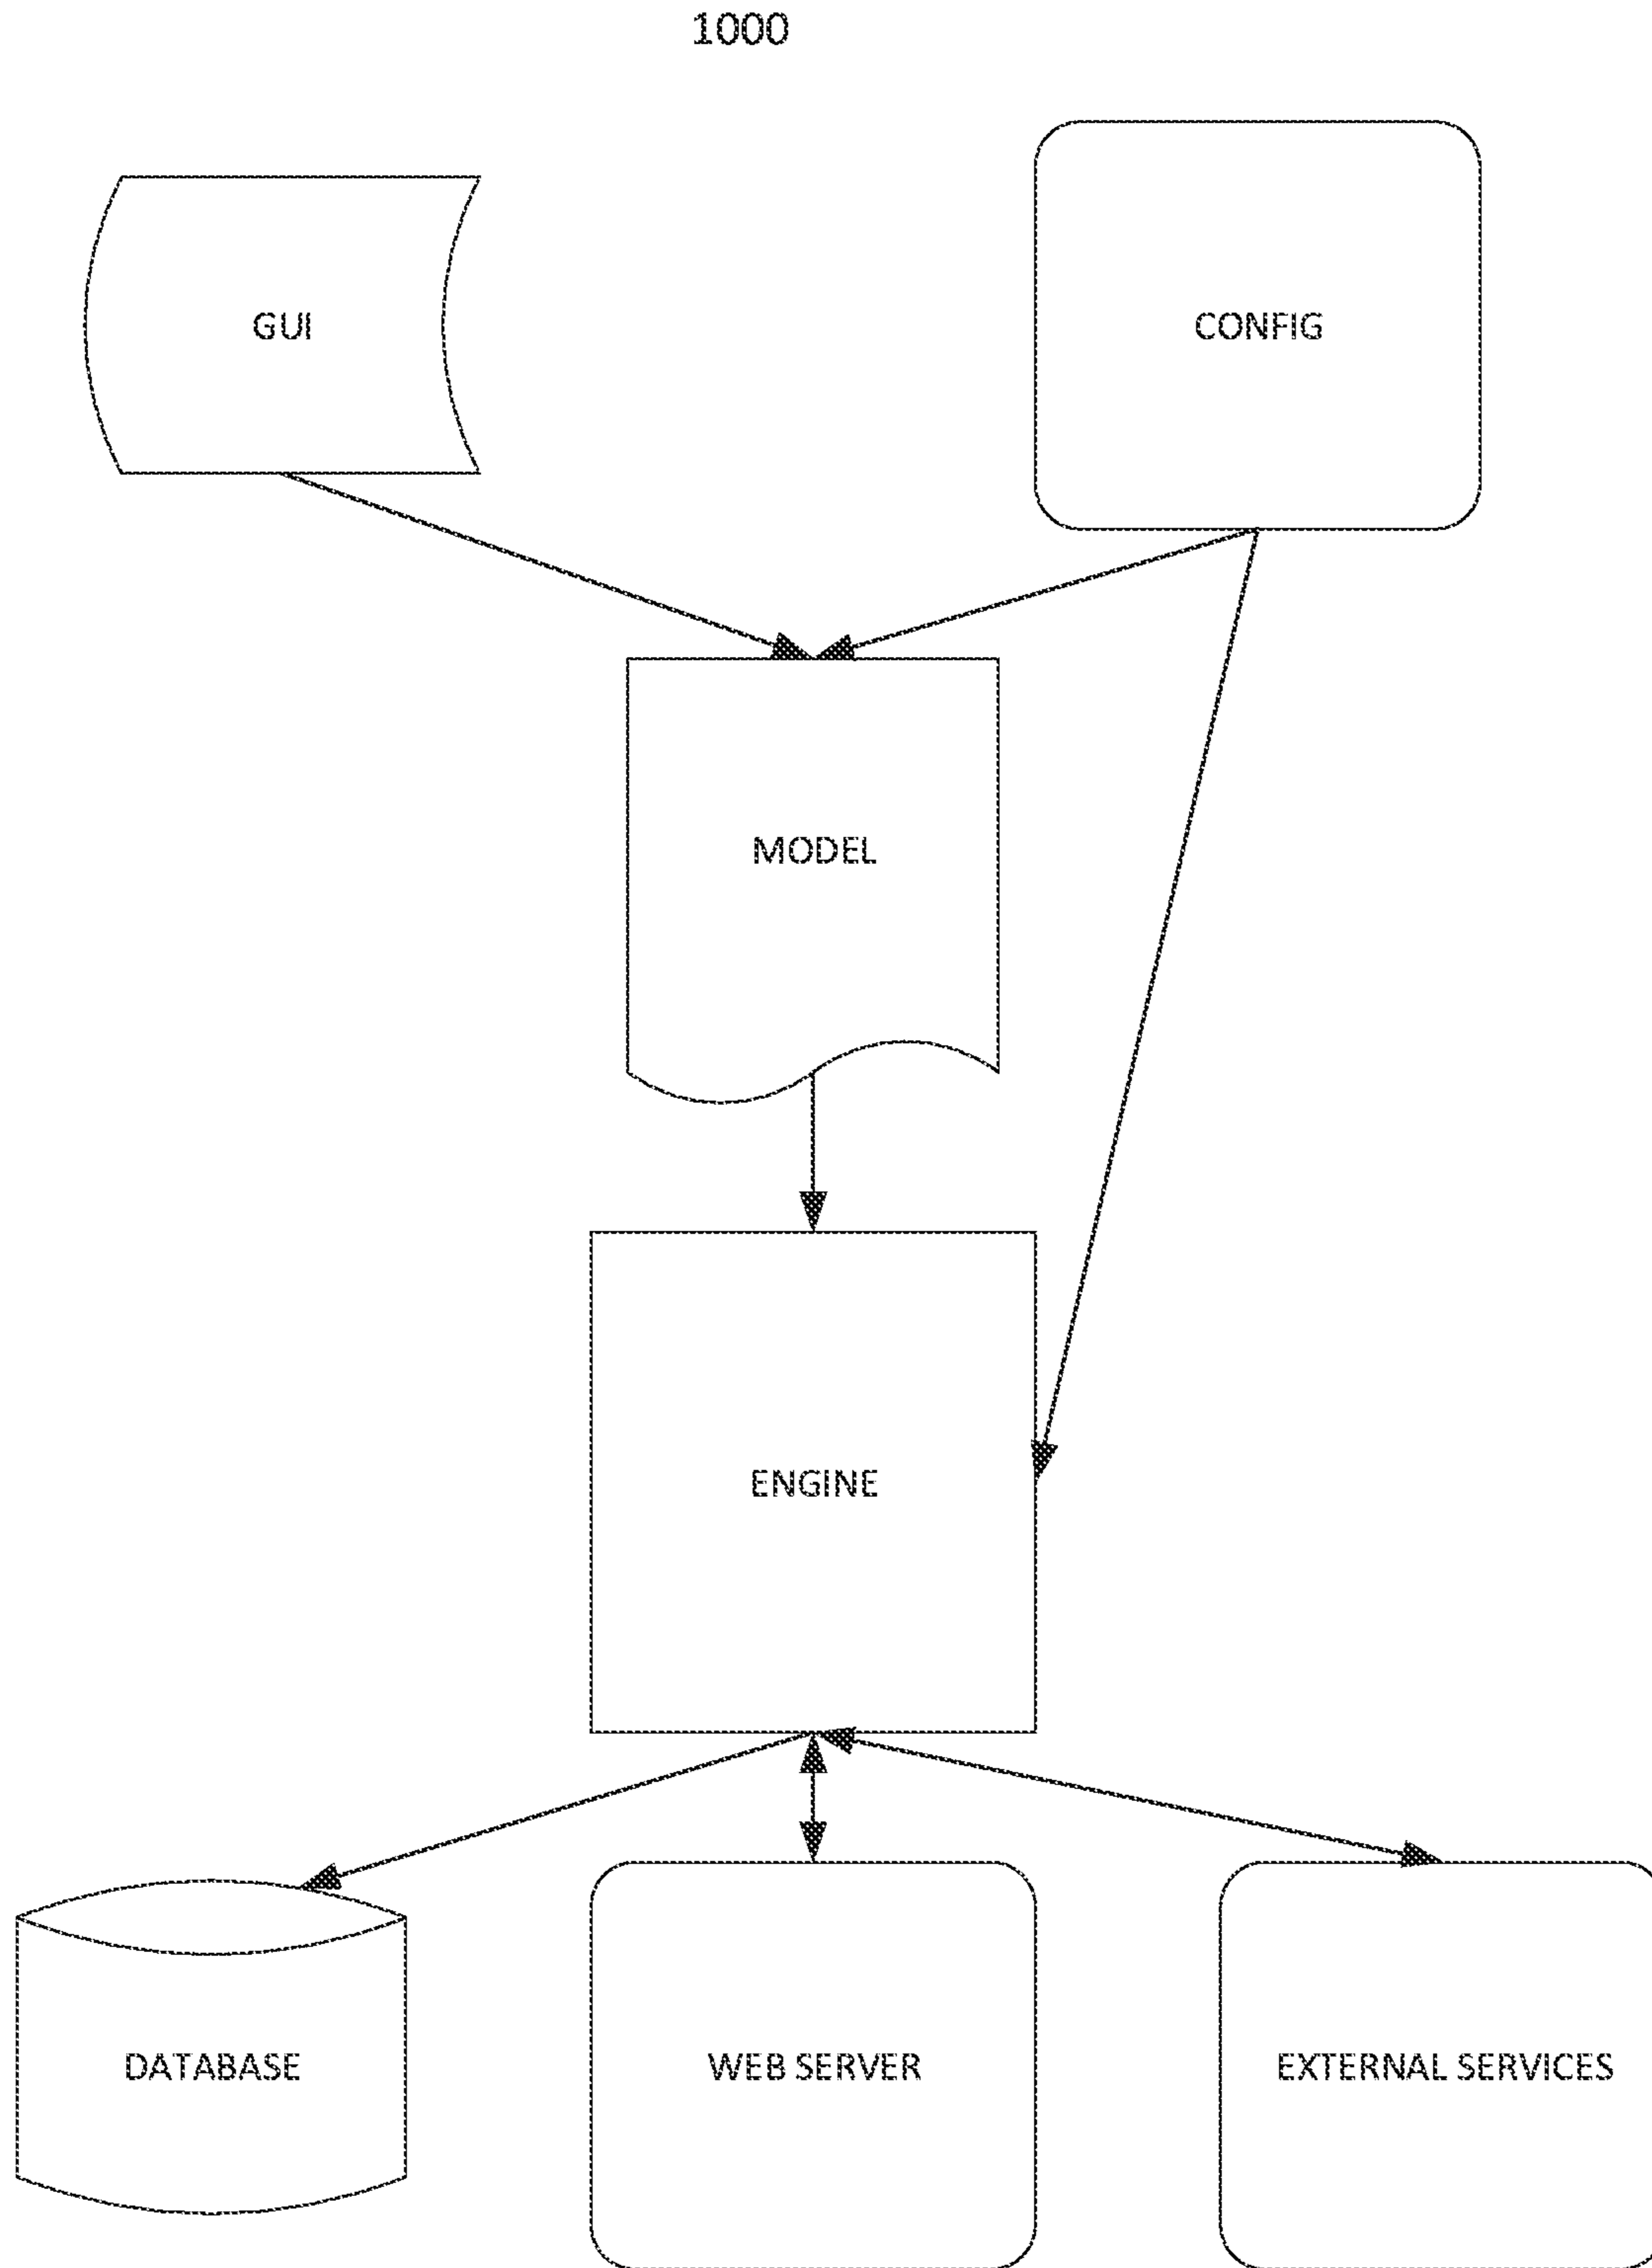 1000
GUI
CONFIG
MODEL
ENGINE
DATABASE
WEB SERVER
EXTERNAL SERVICES